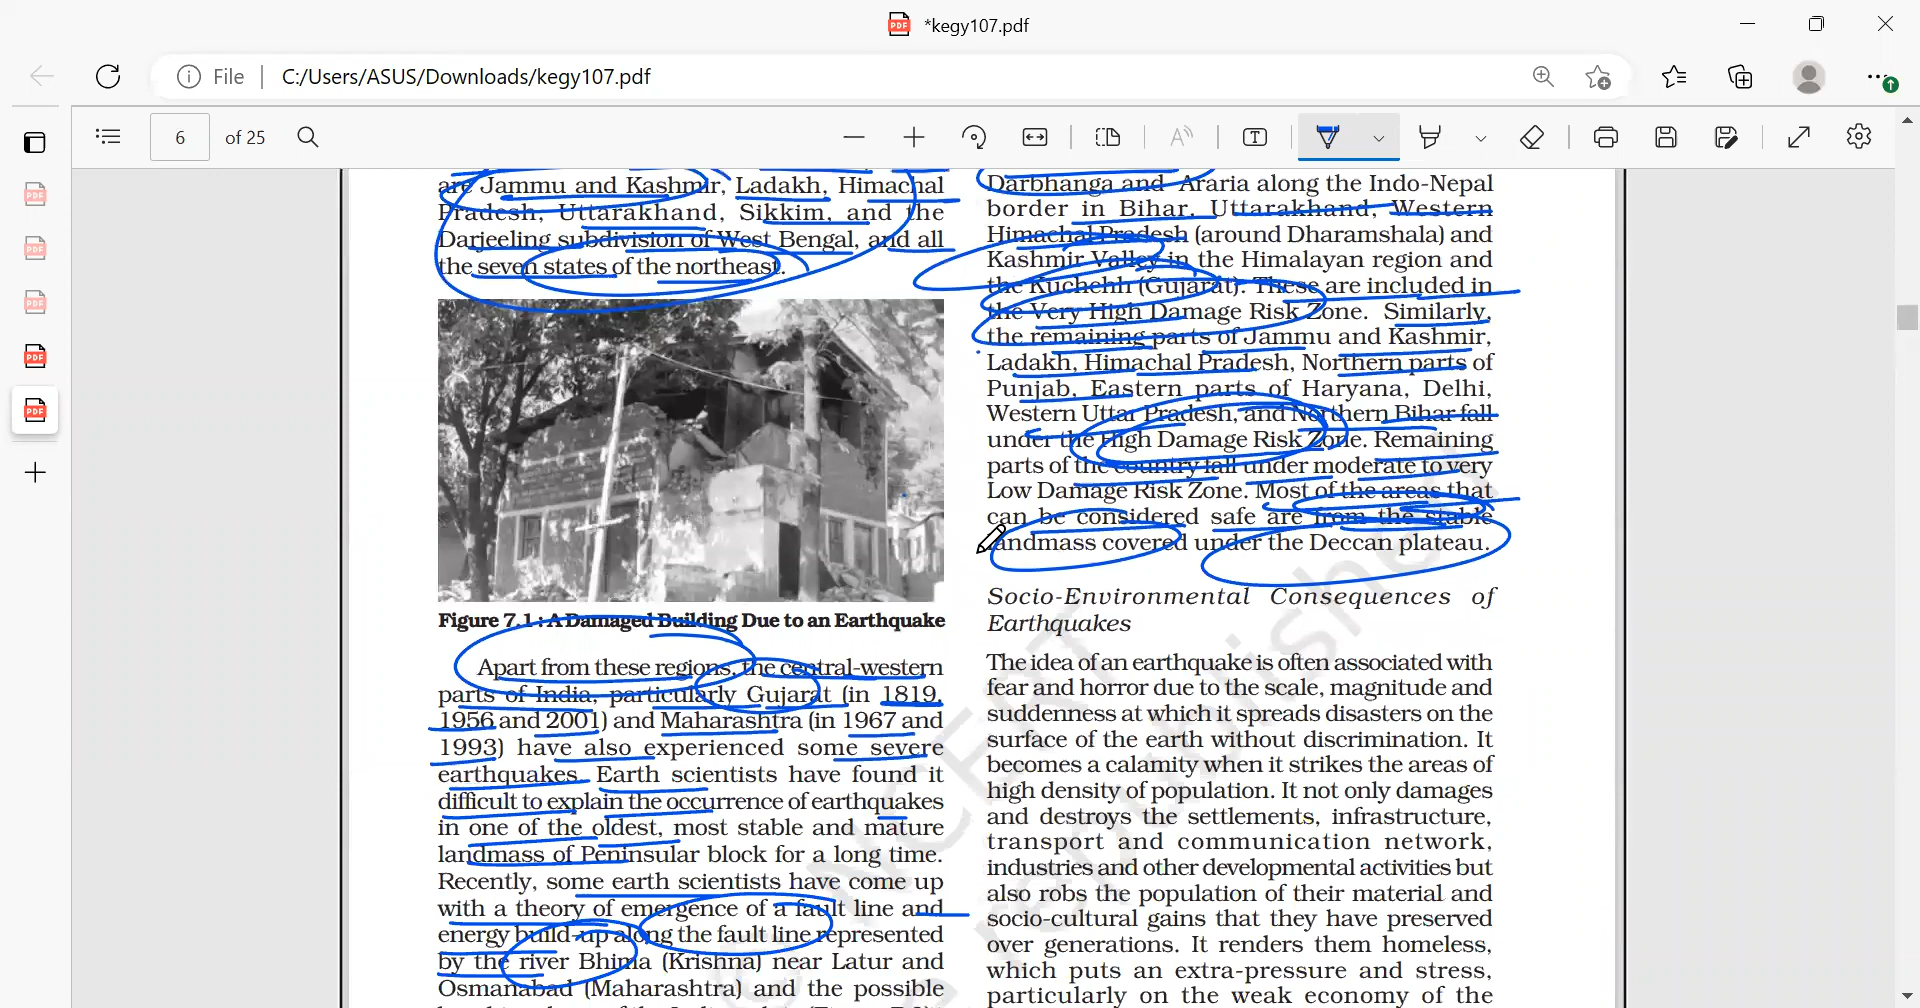 *kegy107.pdf
File
C:/Users/ASUS/Downloads/kegy107.pdf
6 of 25
are Jammu and Kashmir, Ladakh, Himachal
Pradesh, Uttarakhand, Sikkim, and the
Darjeeling subdivision of West Bengal, and all
the seven states of the northeast.
Figure 7.1 : A Damaged Building Due to an Earthquake
Apart from these regions, the central-western
parts of India, particularly Gujarat (in 1819,
1956 and 2001) and Maharashtra (in 1967 and
1993) have also experienced some severe
earthquakes. Earth scientists have found it
difficult to explain the occurrence of earthquakes
in one of the oldest, most stable and mature
landmass of Peninsular block for a long time.
Recently, some earth scientists have come up
with a theory of emergence of a fault line and
energy build-up along the fault line represented
by the river Bhima (Krishna) near Latur and
Osmanabad (Maharashtra) and the possible
Darbhanga and Araria along the Indo-Nepal
border in Bihar, Uttarakhand, Western
Himachal Pradesh (around Dharamshala) and
Kashmir Valley in the Himalayan region and
the Kuchchh (Gujarat). These are included in
the Very High Damage Risk Zone. Similarly,
the remaining parts of Jammu and Kashmir,
Ladakh, Himachal Pradesh, Northern parts of
Punjab, Eastern parts of Haryana, Delhi,
Western Uttar Pradesh, and Northern Bihar fall
under the High Damage Risk Zone. Remaining
parts of the country fall under moderate to very
Low Damage Risk Zone. Most of the areas that
can be considered safe are from the stable
landmass covered under the Deccan plateau.
Socio-Environmental Consequences of
Earthquakes
The idea of an earthquake is often associated with
fear and horror due to the scale, magnitude and
suddenness at which it spreads disasters on the
surface of the earth without discrimination. It
becomes a calamity when it strikes the areas of
high density of population. It not only damages
and destroys the settlements, infrastructure,
transport and communication network,
industries and other developmental activities but
also robs the population of their material and
socio-cultural gains that they have preserved
over generations. It renders them homeless,
which puts an extra-pressure and stress,
particularly on the weak economy of the
© NCERT
republished